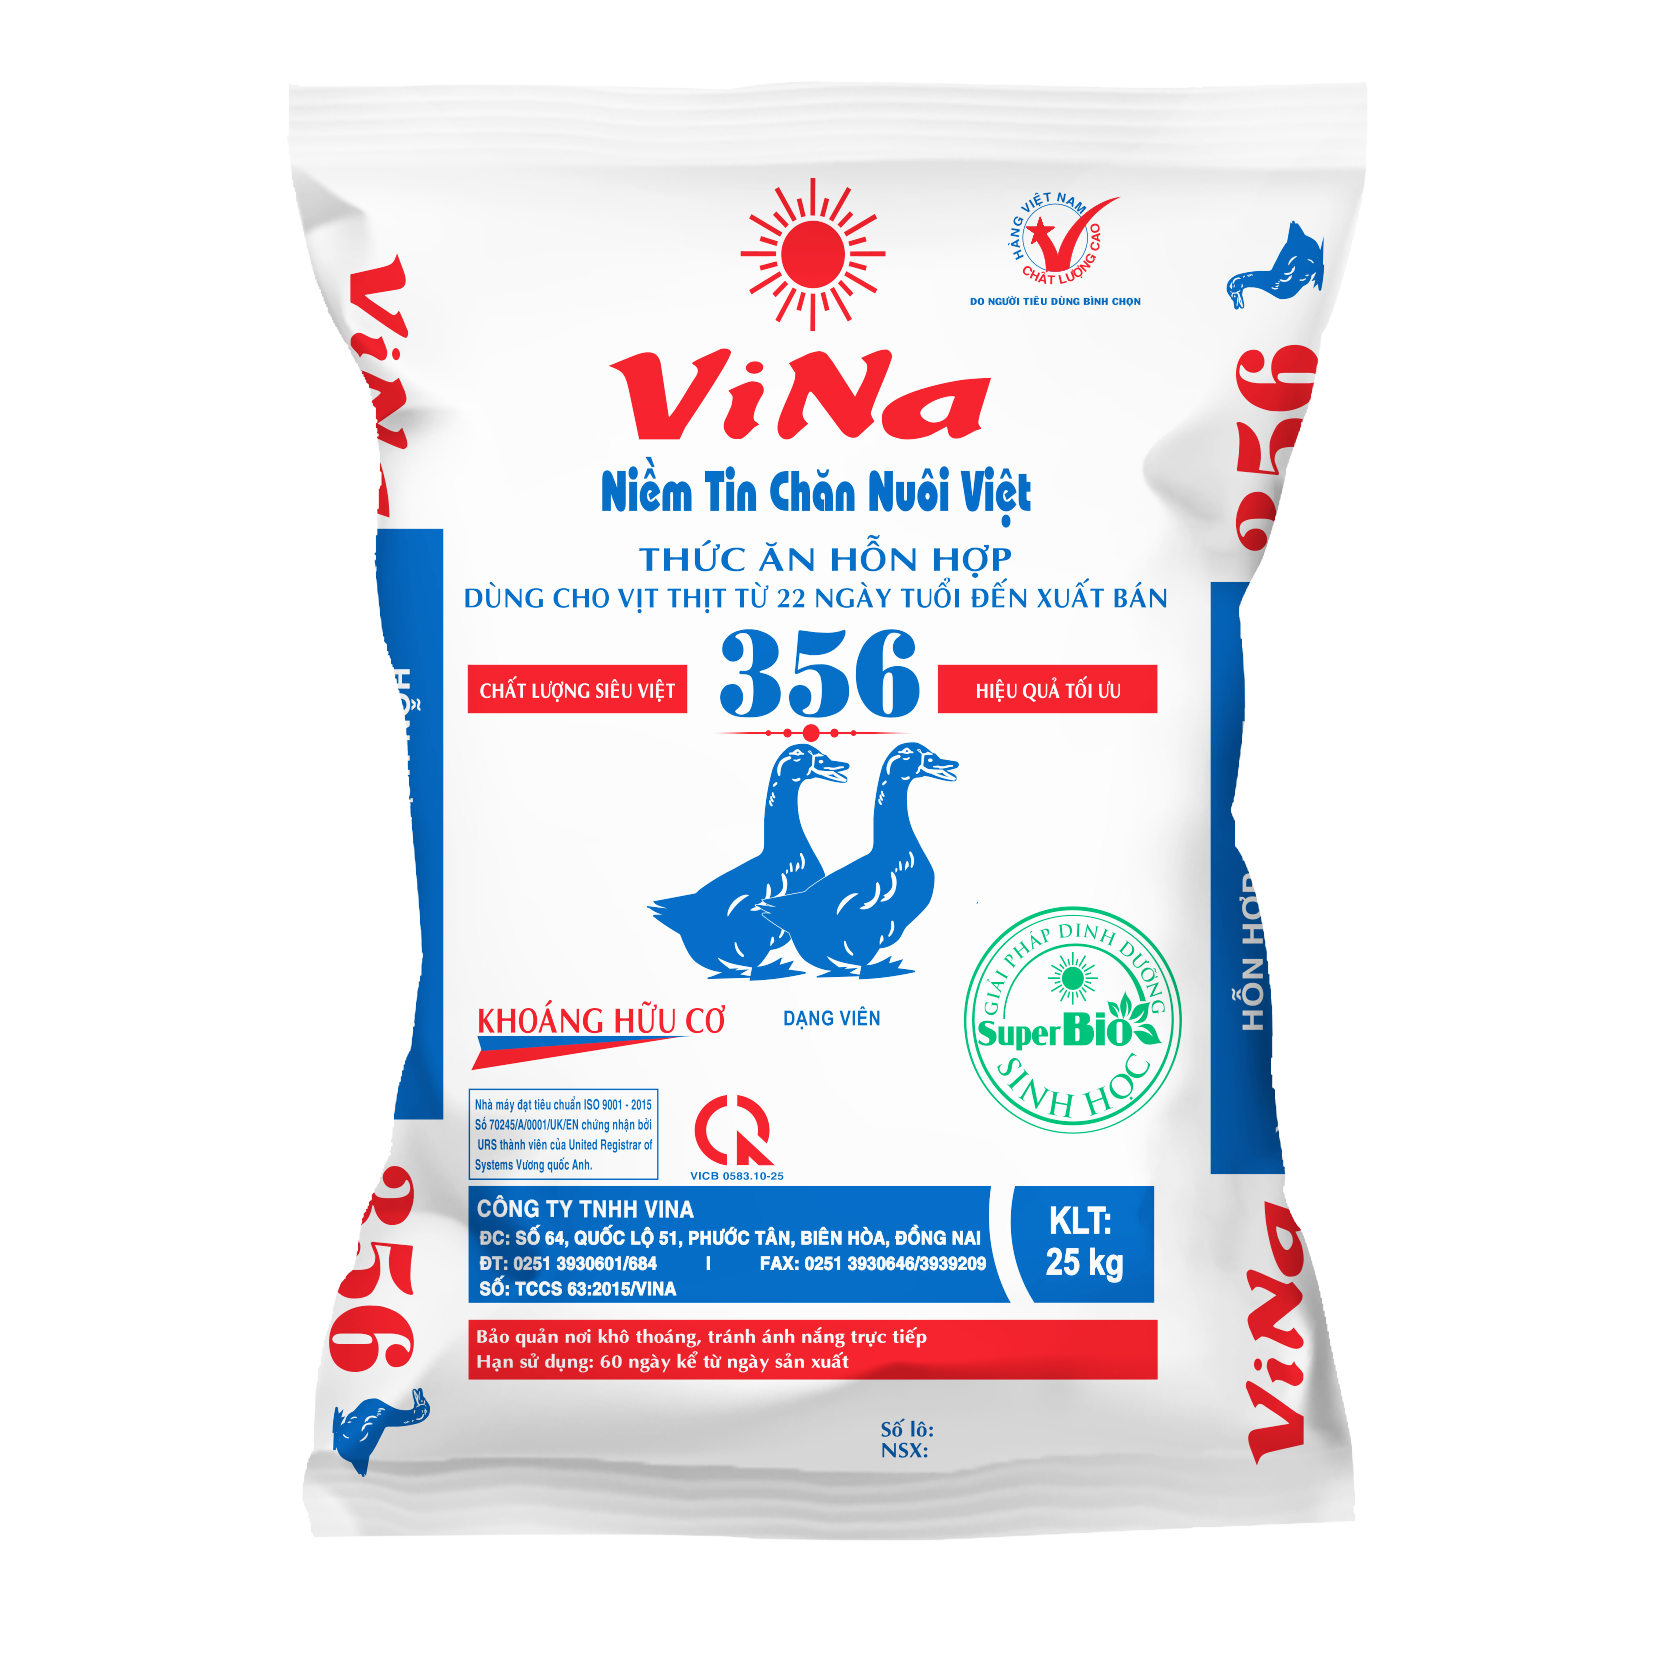 HÀNG VIỆT NAM
CHẤT LƯỢNG CAO
DO NGƯỜI TIÊU DÙNG BÌNH CHỌN
ViNa
Niềm Tin Chăn Nuôi Việt
THỨC ĂN HỖN HỢP
DÙNG CHO VỊT THỊT TỪ 22 NGÀY TUỔI ĐẾN XUẤT BÁN
CHẤT LƯỢNG SIÊU VIỆT
356
HIỆU QUẢ TỐI ƯU
KHOÁNG HỮU CƠ
DẠNG VIÊN
GIẢI PHÁP DINH DƯỠNG
SuperBio
SINH HỌC
Nhà máy đạt tiêu chuẩn ISO 9001 - 2015
Số 70245/A/0001/UK/EN chứng nhận bởi
URS thành viên của United Registrar of
Systems Vương quốc Anh.
VICB 0583.10-25
CÔNG TY TNHH VINA
ĐC: SỐ 64, QUỐC LỘ 51, PHƯỚC TÂN, BIÊN HÒA, ĐỒNG NAI
ĐT: 0251 3930601/684 I FAX: 0251 3930646/3939209
SỐ: TCCS 63:2015/VINA
KLT:
25 kg
Bảo quản nơi khô thoáng, tránh ánh nắng trực tiếp
Hạn sử dụng: 60 ngày kể từ ngày sản xuất
Số lô:
NSX:
ViNa
356
356
HỖN HỢP
ViNa